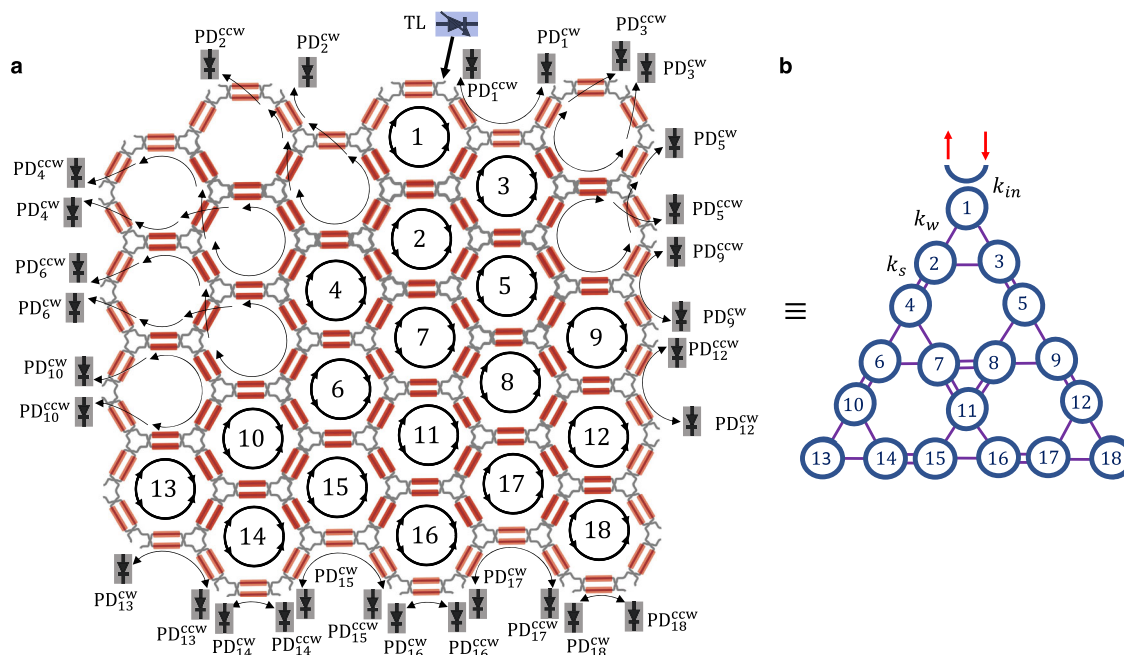 a
TL
PD₂ᶜᶜʷ
PD₂ᶜʷ
PD₁ᶜᶜʷ
PD₁ᶜʷ
PD₃ᶜᶜʷ
PD₃ᶜʷ
PD₅ᶜʷ
PD₅ᶜᶜʷ
PD₄ᶜᶜʷ
PD₄ᶜʷ
PD₆ᶜᶜʷ
PD₆ᶜʷ
PD₁₀ᶜʷ
PD₁₀ᶜᶜʷ
PD₉ᶜᶜʷ
PD₉ᶜʷ
PD₁₂ᶜᶜʷ
PD₁₂ᶜʷ
1
3
2
4
5
7
9
6
8
10
11
12
13
15
17
14
16
18
PD₁₃ᶜʷ
PD₁₃ᶜᶜʷ
PD₁₄ᶜʷ
PD₁₄ᶜᶜʷ
PD₁₅ᶜʷ
PD₁₅ᶜᶜʷ
PD₁₆ᶜʷ
PD₁₆ᶜᶜʷ
PD₁₇ᶜʷ
PD₁₇ᶜᶜʷ
PD₁₈ᶜʷ
PD₁₈ᶜᶜʷ
≡
b
kᵢₙ
1
k_w
2 3
k_s
4 5
6 7 8 9
10 11 12
13 14 15 16 17 18